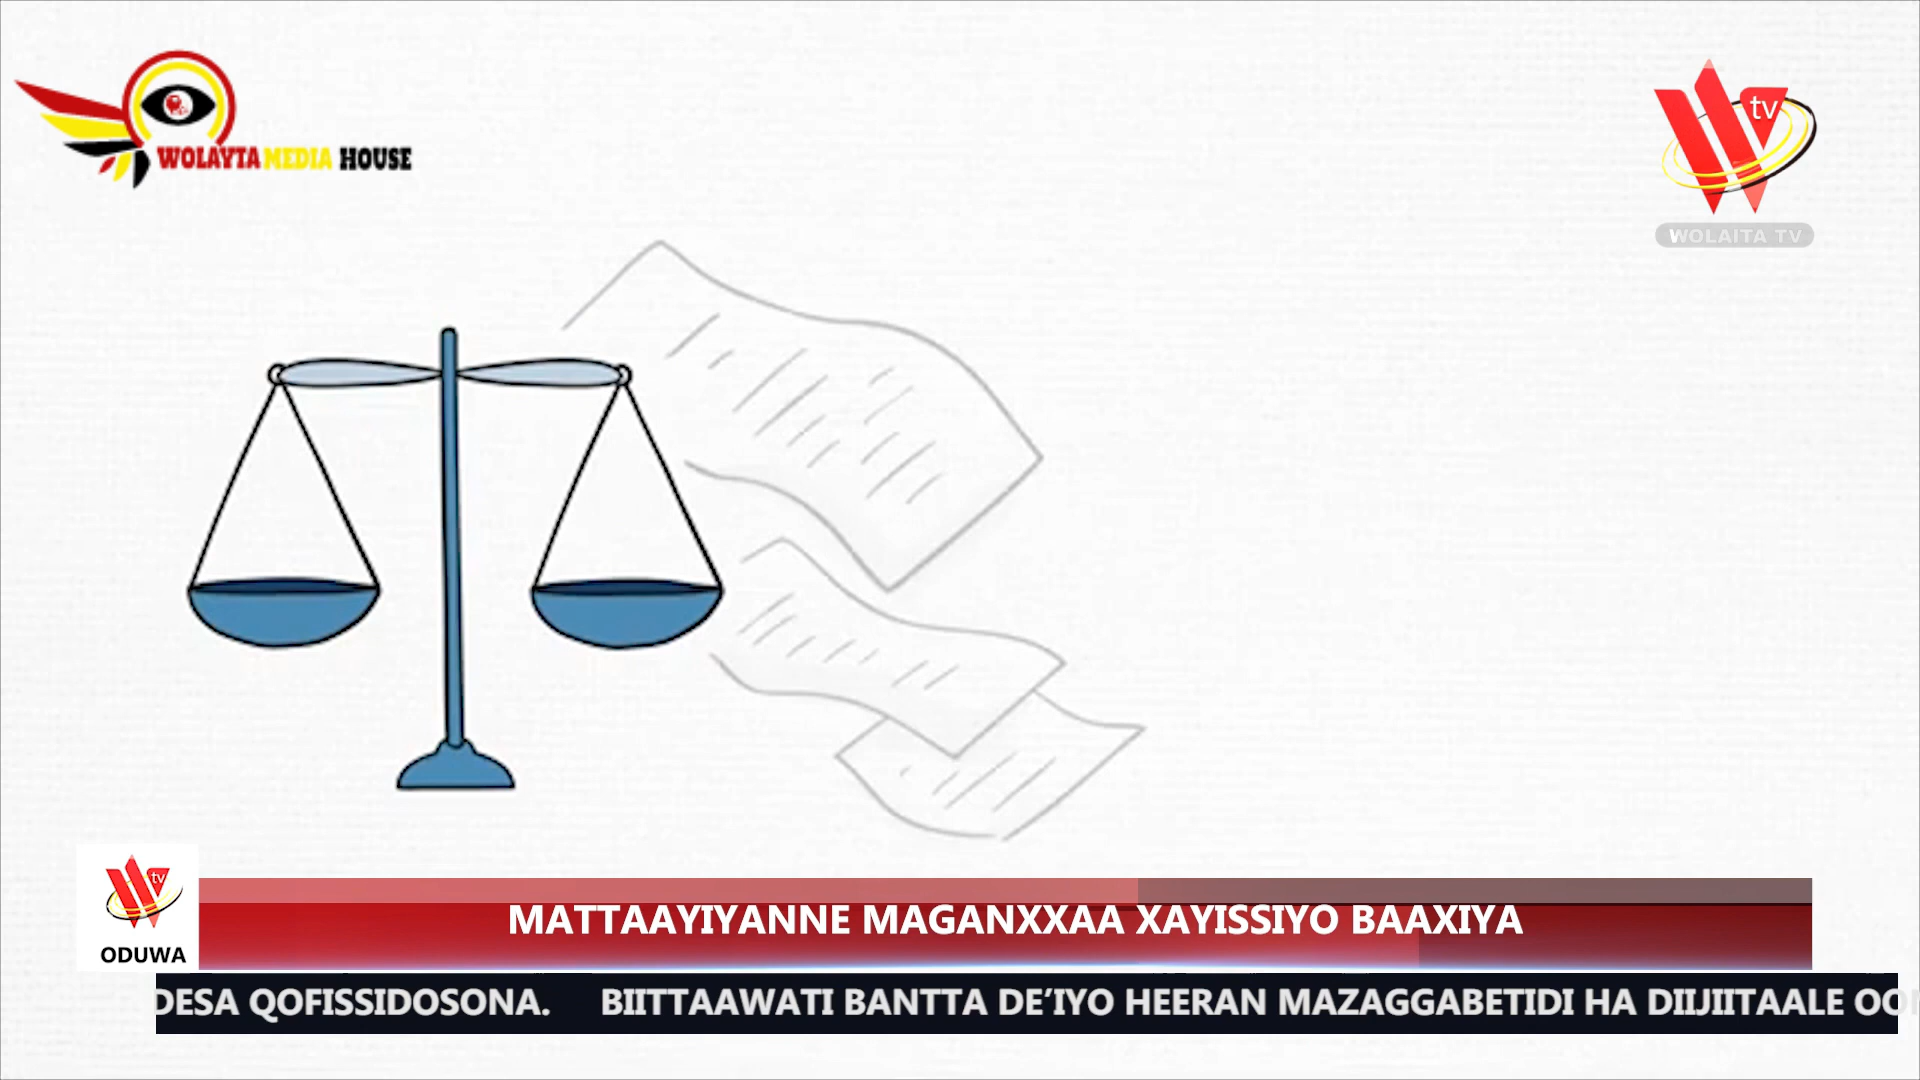 WOLAYTA MEDIA HOUSE
tv
WOLAITA TV
tv
ODUWA
MATTAAYIYANNE MAGANXXAA XAYISSIYO BAAXIYA
DESA QOFISSIDOSONA. BIITTAAWATI BANTTA DE’IYO HEERAN MAZAGGABETIDI HA DIIJIITAALE